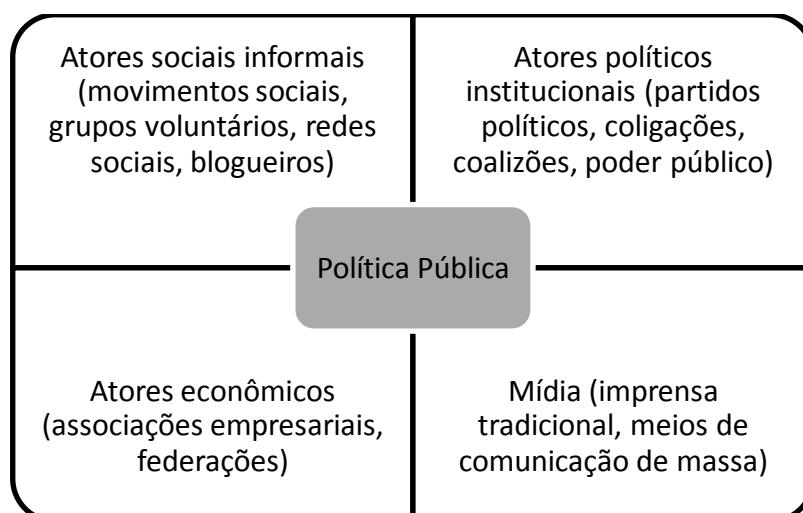 Atores sociais informais
(movimentos sociais,
grupos voluntários, redes
sociais, blogueiros)
Atores políticos
institucionais (partidos
políticos, coligações,
coalizões, poder público)
Política Pública
Atores econômicos
(associações empresariais,
federações)
Mídia (imprensa
tradicional, meios de
comunicação de massa)